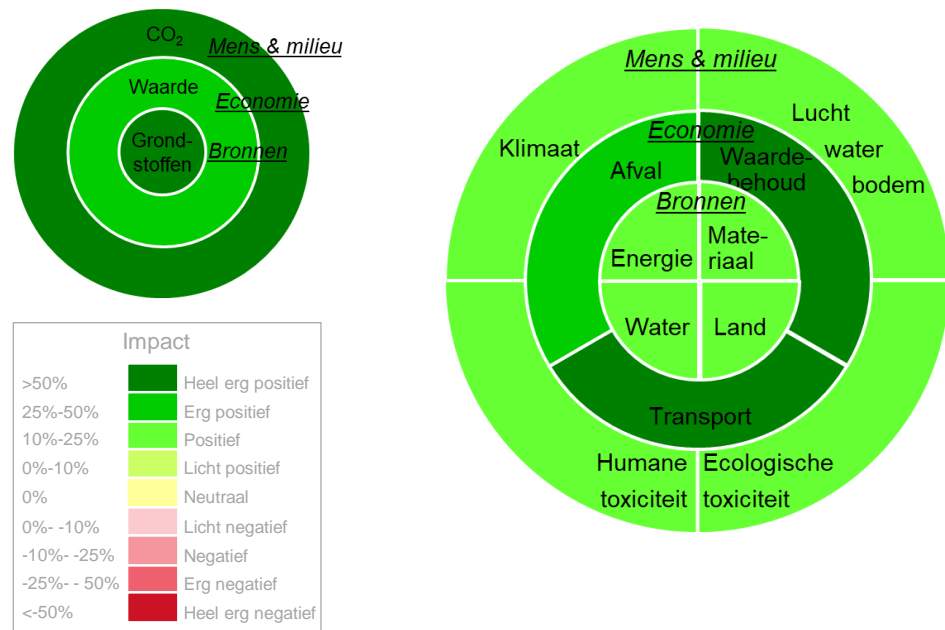 CO₂
Mens & milieu
Waarde
Economie
Grond-
stoffen
Bronnen
Impact
>50% Heel erg positief
25%-50% Erg positief
10%-25% Positief
0%-10% Licht positief
0% Neutraal
0%- -10% Licht negatief
-10%- -25% Negatief
-25%- - 50% Erg negatief
<-50% Heel erg negatief
Mens & milieu
Klimaat
Lucht
water
bodem
Economie
Afval
Waarde-
behoud
Bronnen
Energie
Mate-
riaal
Water
Land
Transport
Humane
toxiciteit
Ecologische
toxiciteit